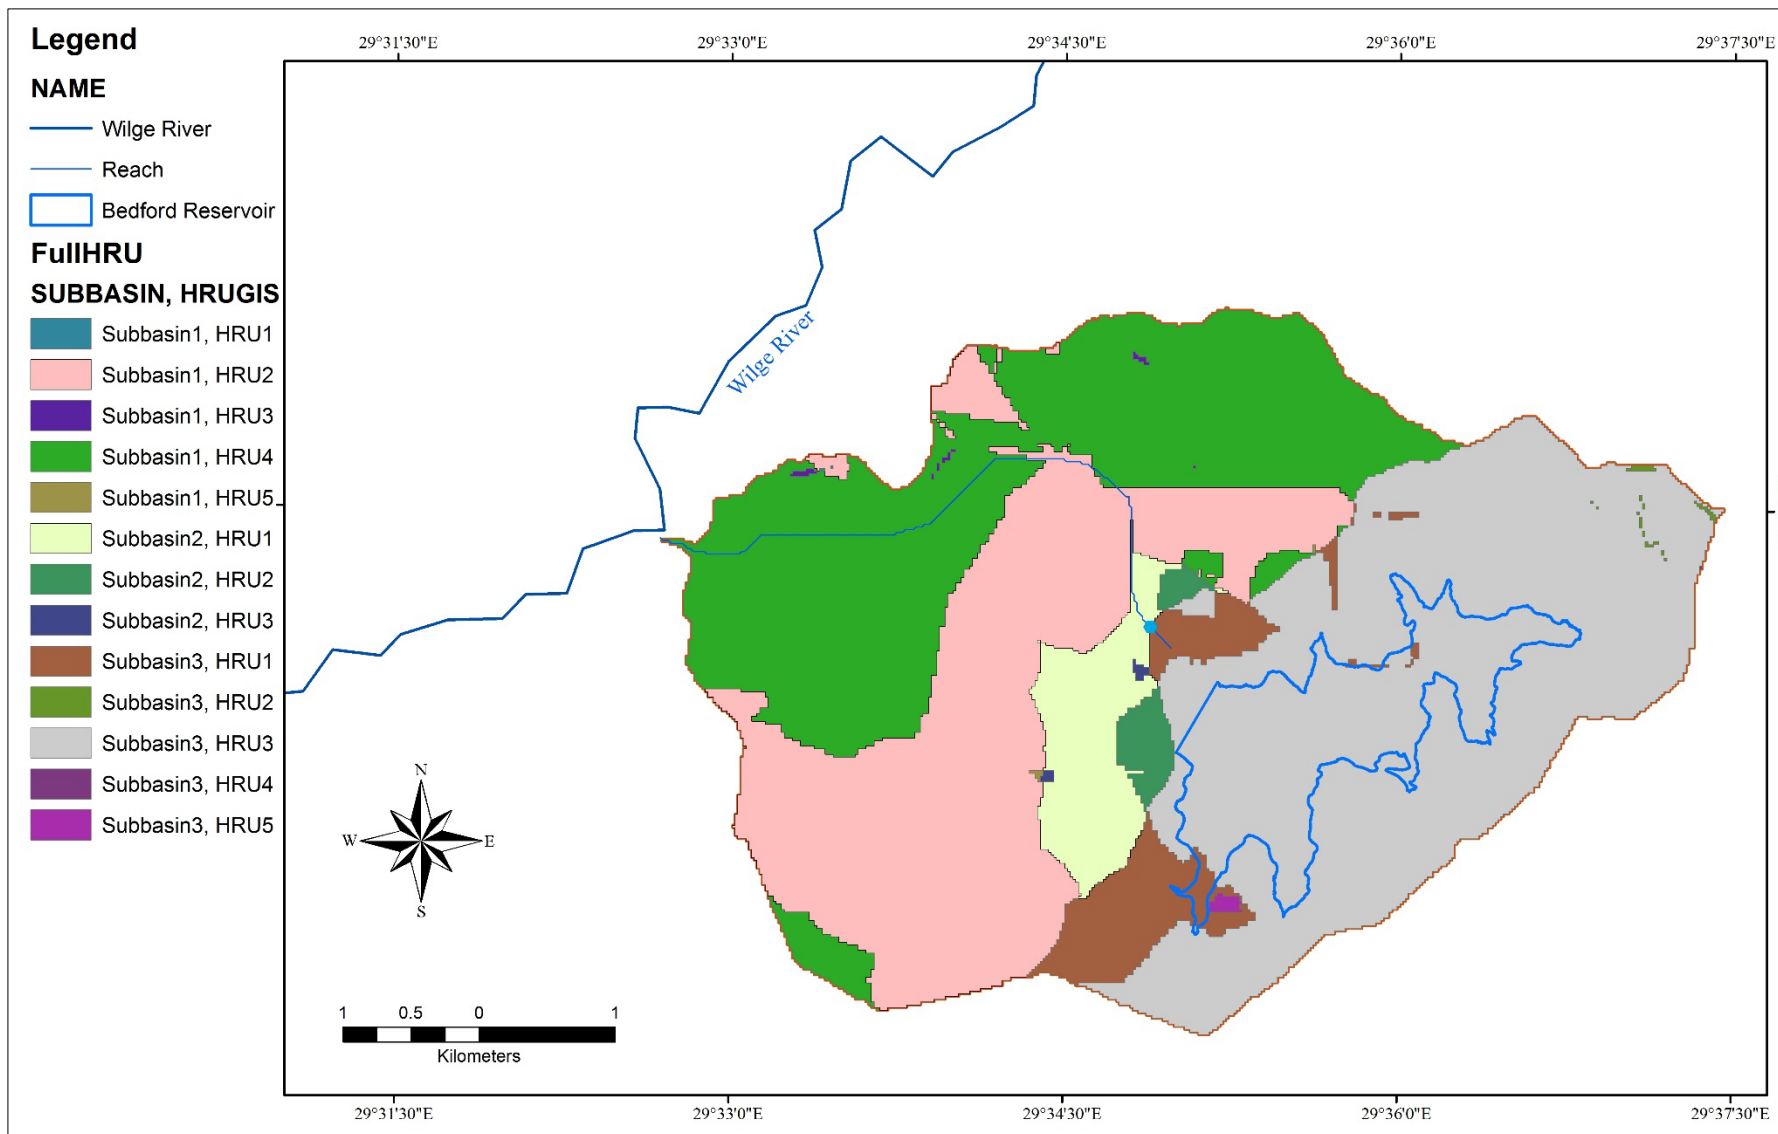 Legend
NAME
Wilge River
Reach
Bedford Reservoir
FullHRU
SUBBASIN, HRUGIS
Subbasin1, HRU1
Subbasin1, HRU2
Subbasin1, HRU3
Subbasin1, HRU4
Subbasin1, HRU5
Subbasin2, HRU1
Subbasin2, HRU2
Subbasin2, HRU3
Subbasin3, HRU1
Subbasin3, HRU2
Subbasin3, HRU3
Subbasin3, HRU4
Subbasin3, HRU5
29°31'30"E 29°33'0"E 29°34'30"E 29°36'0"E 29°37'30"E
Wilge River
N
W E
S
1 0.5 0 1
Kilometers
29°31'30"E 29°33'0"E 29°34'30"E 29°36'0"E 29°37'30"E